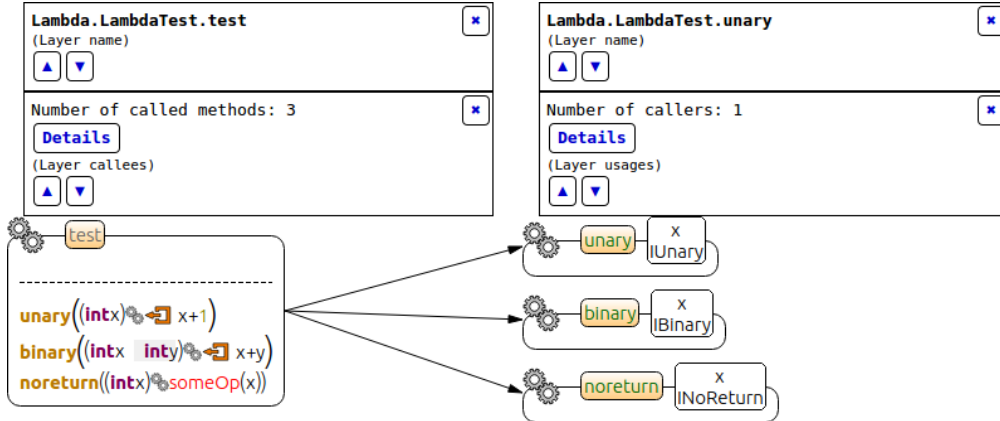 Lambda.LambdaTest.test ✖
(Layer name)
▲ ▼
Number of called methods: 3 ✖
Details
(Layer callees)
▲ ▼
Lambda.LambdaTest.unary ✖
(Layer name)
▲ ▼
Number of callers: 1 ✖
Details
(Layer usages)
▲ ▼
test
unary((intx) x+1)
binary((intx inty) x+y)
noreturn((intx)someOp(x))
unary
x
IUnary
binary
x
IBinary
noreturn
x
INoReturn